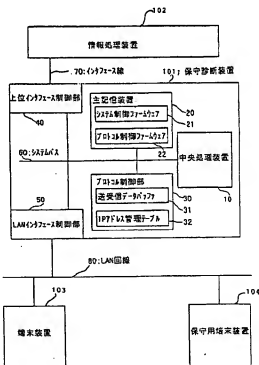 102
情報処理装置
70:インタフェース線
101:保守診断装置
上位インタフェース制御部
40
主記憶装置
20
システム制御ファームウェア
21
プロトコル制御ファームウェア
22
60:システムバス
中央処理装置
10
プロトコル制御部
30
送受信データバッファ
31
IPアドレス管理テーブル
32
50
LANインタフェース制御部
80:LAN回線
103
端末装置
104
保守用端末装置